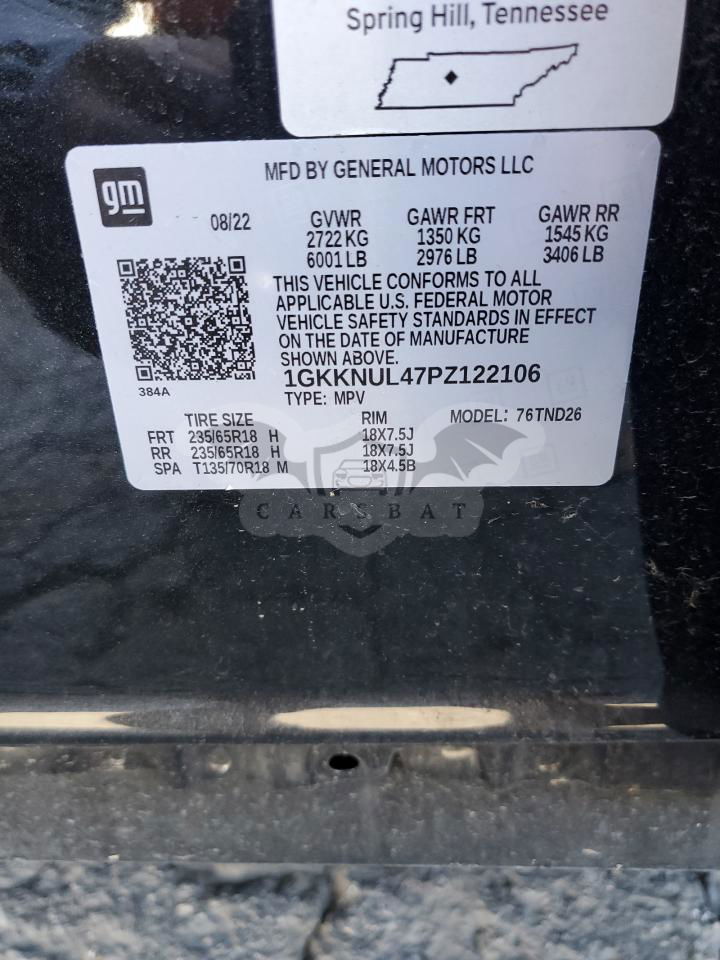 Spring Hill, Tennessee
gm
MFD BY GENERAL MOTORS LLC
08/22
GVWR GAWR FRT GAWR RR
2722 KG 1350 KG 1545 KG
6001 LB 2976 LB 3406 LB
THIS VEHICLE CONFORMS TO ALL
APPLICABLE U.S. FEDERAL MOTOR
VEHICLE SAFETY STANDARDS IN EFFECT
ON THE DATE OF MANUFACTURE
SHOWN ABOVE.
384A
1GKKNUL47PZ122106
TYPE: MPV
TIRE SIZE RIM MODEL: 76TND26
FRT 235/65R18 H 18X7.5J
RR 235/65R18 H 18X7.5J
SPA T135/70R18 M 18X4.5B
CARSBAT